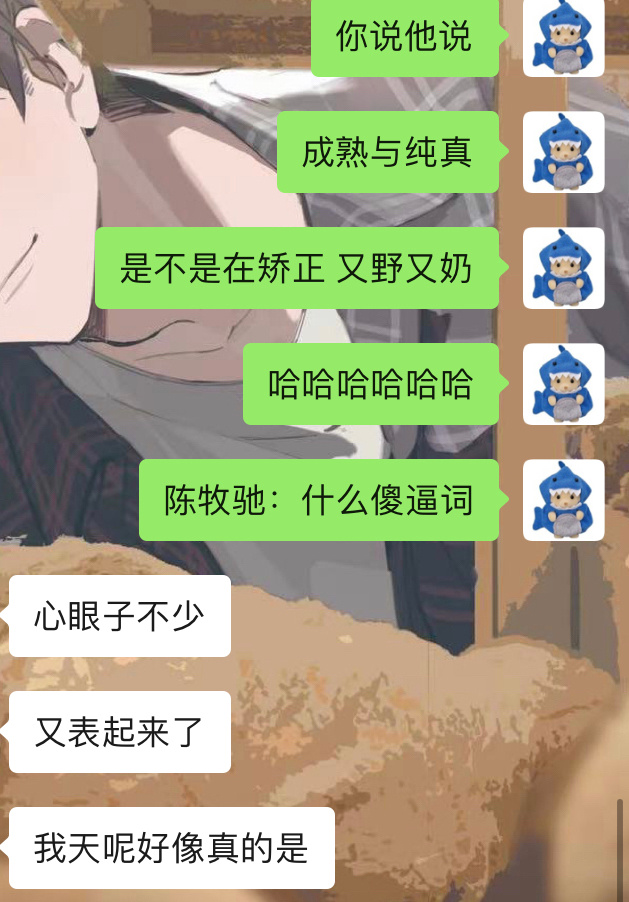 你说他说
成熟与纯真
是不是在矫正 又野又奶
哈哈哈哈哈哈
陈牧驰：什么傻逼词
心眼子不少
又表起来了
我天呢好像真的是